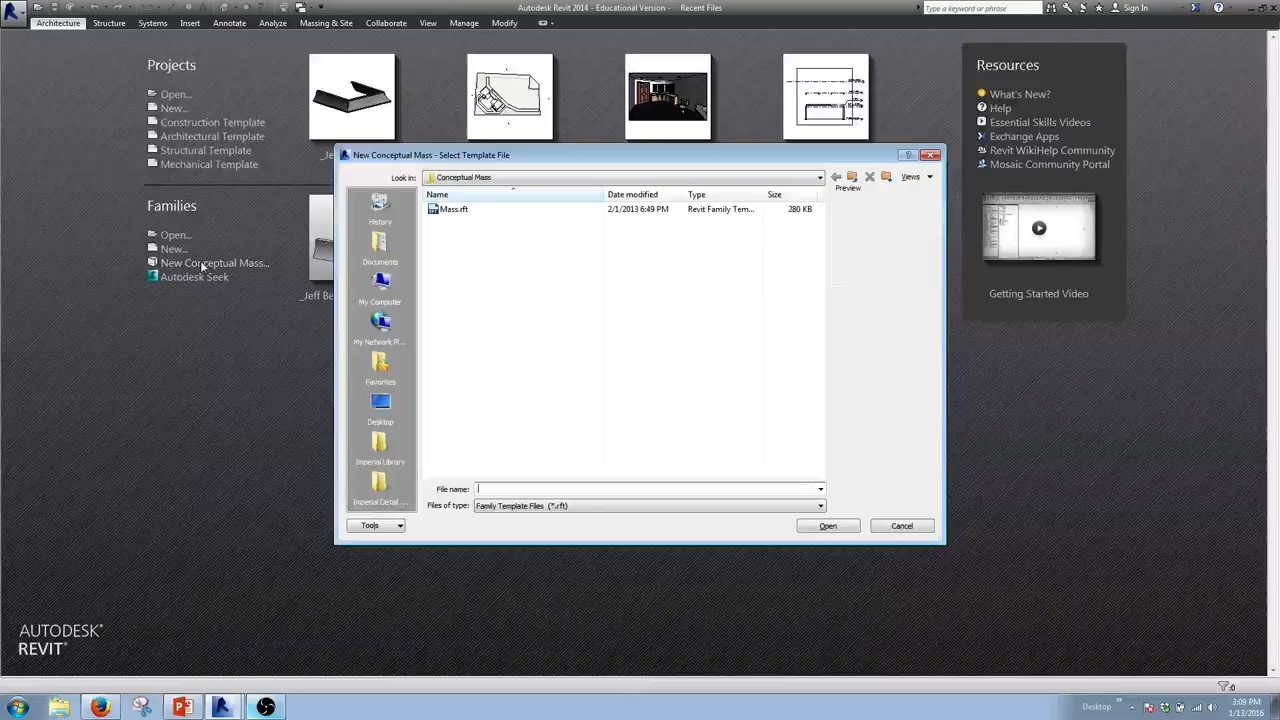 Autodesk Revit 2014 - Educational Version - Recent Files
Type a keyword or phrase
Sign In
Architecture Structure Systems Insert Annotate Analyze Massing & Site Collaborate View Manage Modify
Projects
Open...
New...
Construction Template
Architectural Template
Structural Template
Mechanical Template
Families
Open...
New...
New Conceptual Mass...
Autodesk Seek
_Je
_Jeff Be
New Conceptual Mass - Select Template File
Look in: Conceptual Mass
Views
Preview
Name Date modified Type Size
Mass.rft 2/1/2013 6:49 PM Revit Family Tem... 280 KB
History
Documents
My Computer
My Network Pl...
Favorites
Desktop
Imperial Library
Imperial Detail ...
File name:
Files of type: Family Template Files (*.rft)
Tools
Open
Cancel
Resources
What's New?
Help
Essential Skills Videos
Exchange Apps
Revit WikiHelp Community
Mosaic Community Portal
Getting Started Video
AUTODESK®
REVIT®
:0
Desktop
3:09 PM
1/13/2016